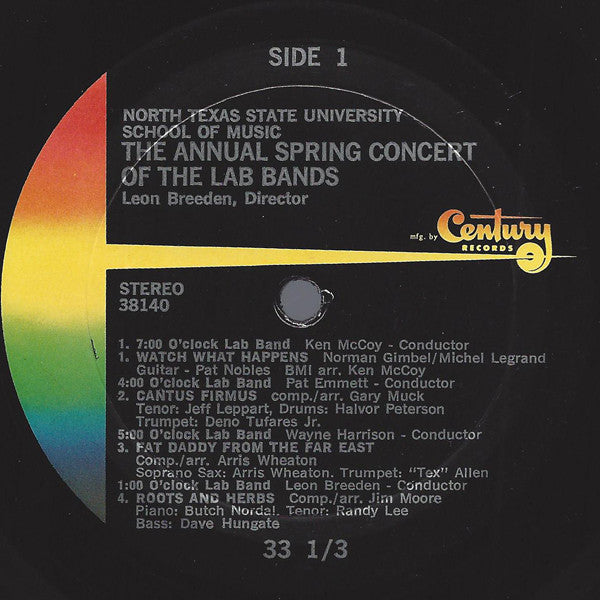 SIDE 1
NORTH TEXAS STATE UNIVERSITY
SCHOOL OF MUSIC
THE ANNUAL SPRING CONCERT
OF THE LAB BANDS
Leon Breeden, Director
mfg. by Century
RECORDS
STEREO
38140
1. 7:00 O'clock Lab Band Ken McCoy - Conductor
1. WATCH WHAT HAPPENS Norman Gimbel/Michel Legrand
Guitar - Pat Nobles BMI arr. Ken McCoy
4:00 O'clock Lab Band Pat Emmett - Conductor
2. CANTUS FIRMUS comp./arr. Gary Muck
Tenor: Jeff Leppart, Drums: Halvor Peterson
Trumpet: Deno Tufares Jr.
5:00 O'clock Lab Band Wayne Harrison - Conductor
3. FAT DADDY FROM THE FAR EAST
Comp./arr. Arris Wheaton
Soprano Sax: Arris Wheaton. Trumpet: "Tex" Allen
1:00 O'clock Lab Band Leon Breeden - Conductor
4. ROOTS AND HERBS Comp./arr. Jim Moore
Piano: Butch Nordal. Tenor: Randy Lee
Bass: Dave Hungate
33 1/3